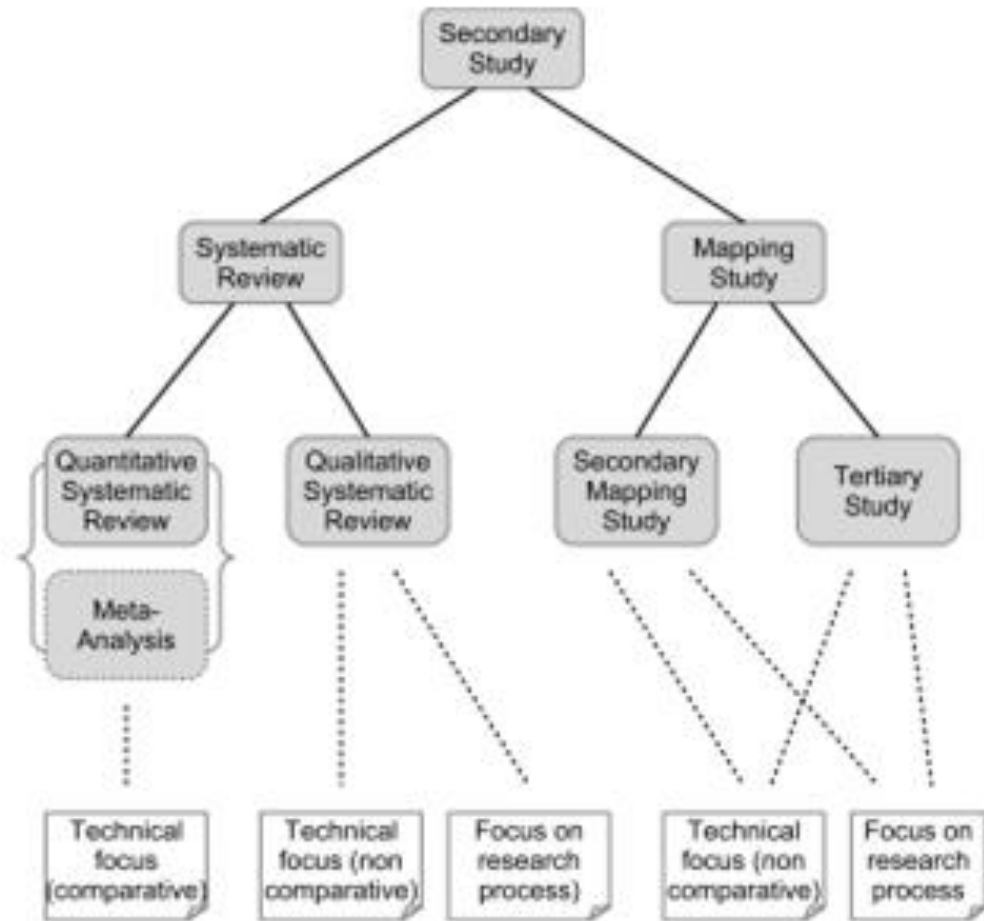 Secondary
Study
Systematic
Review
Mapping
Study
Quantitative
Systematic
Review
Qualitative
Systematic
Review
Secondary
Mapping
Study
Tertiary
Study
Meta-
Analysis
Technical
focus
(comparative)
Technical
focus (non
comparative)
Focus on
research
process)
Technical
focus (non
comparative)
Focus on
research
process